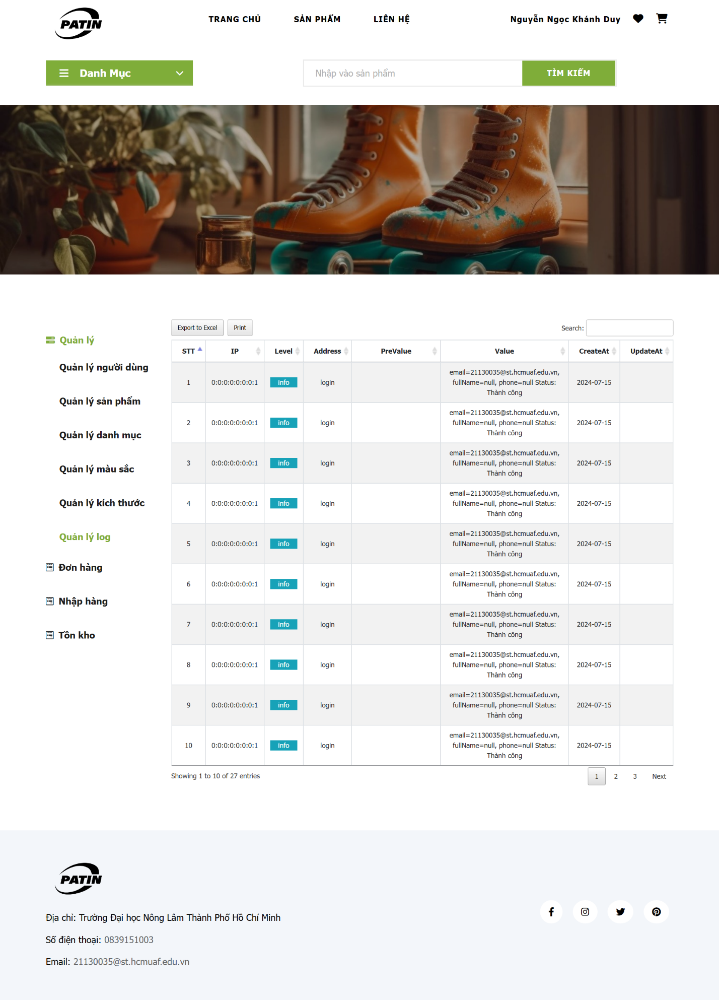 PATIN
TRANG CHỦ SẢN PHẨM LIÊN HỆ Nguyễn Ngọc Khánh Duy
Danh Mục
Nhập vào sản phẩm TÌM KIẾM
Quản lý
Quản lý người dùng
Quản lý sản phẩm
Quản lý danh mục
Quản lý màu sắc
Quản lý kích thước
Quản lý log
Đơn hàng
Nhập hàng
Tồn kho
Export to Excel Print Search:
STT IP Level Address PreValue Value CreateAt UpdateAt
1 0:0:0:0:0:0:0:1 info login email=21130035@st.hcmuaf.edu.vn, 2024-07-15
fullName=null, phone=null Status:
Thành công
2 0:0:0:0:0:0:0:1 info login email=21130035@st.hcmuaf.edu.vn, 2024-07-15
fullName=null, phone=null Status:
Thành công
3 0:0:0:0:0:0:0:1 info login email=21130035@st.hcmuaf.edu.vn, 2024-07-15
fullName=null, phone=null Status:
Thành công
4 0:0:0:0:0:0:0:1 info login email=21130035@st.hcmuaf.edu.vn, 2024-07-15
fullName=null, phone=null Status:
Thành công
5 0:0:0:0:0:0:0:1 info login email=21130035@st.hcmuaf.edu.vn, 2024-07-15
fullName=null, phone=null Status:
Thành công
6 0:0:0:0:0:0:0:1 info login email=21130035@st.hcmuaf.edu.vn, 2024-07-15
fullName=null, phone=null Status:
Thành công
7 0:0:0:0:0:0:0:1 info login email=21130035@st.hcmuaf.edu.vn, 2024-07-15
fullName=null, phone=null Status:
Thành công
8 0:0:0:0:0:0:0:1 info login email=21130035@st.hcmuaf.edu.vn, 2024-07-15
fullName=null, phone=null Status:
Thành công
9 0:0:0:0:0:0:0:1 info login email=21130035@st.hcmuaf.edu.vn, 2024-07-15
fullName=null, phone=null Status:
Thành công
10 0:0:0:0:0:0:0:1 info login email=21130035@st.hcmuaf.edu.vn, 2024-07-15
fullName=null, phone=null Status:
Thành công
Showing 1 to 10 of 27 entries 1 2 3 Next
PATIN
Địa chỉ: Trường Đại học Nông Lâm Thành Phố Hồ Chí Minh
Số điện thoại: 0839151003
Email: 21130035@st.hcmuaf.edu.vn